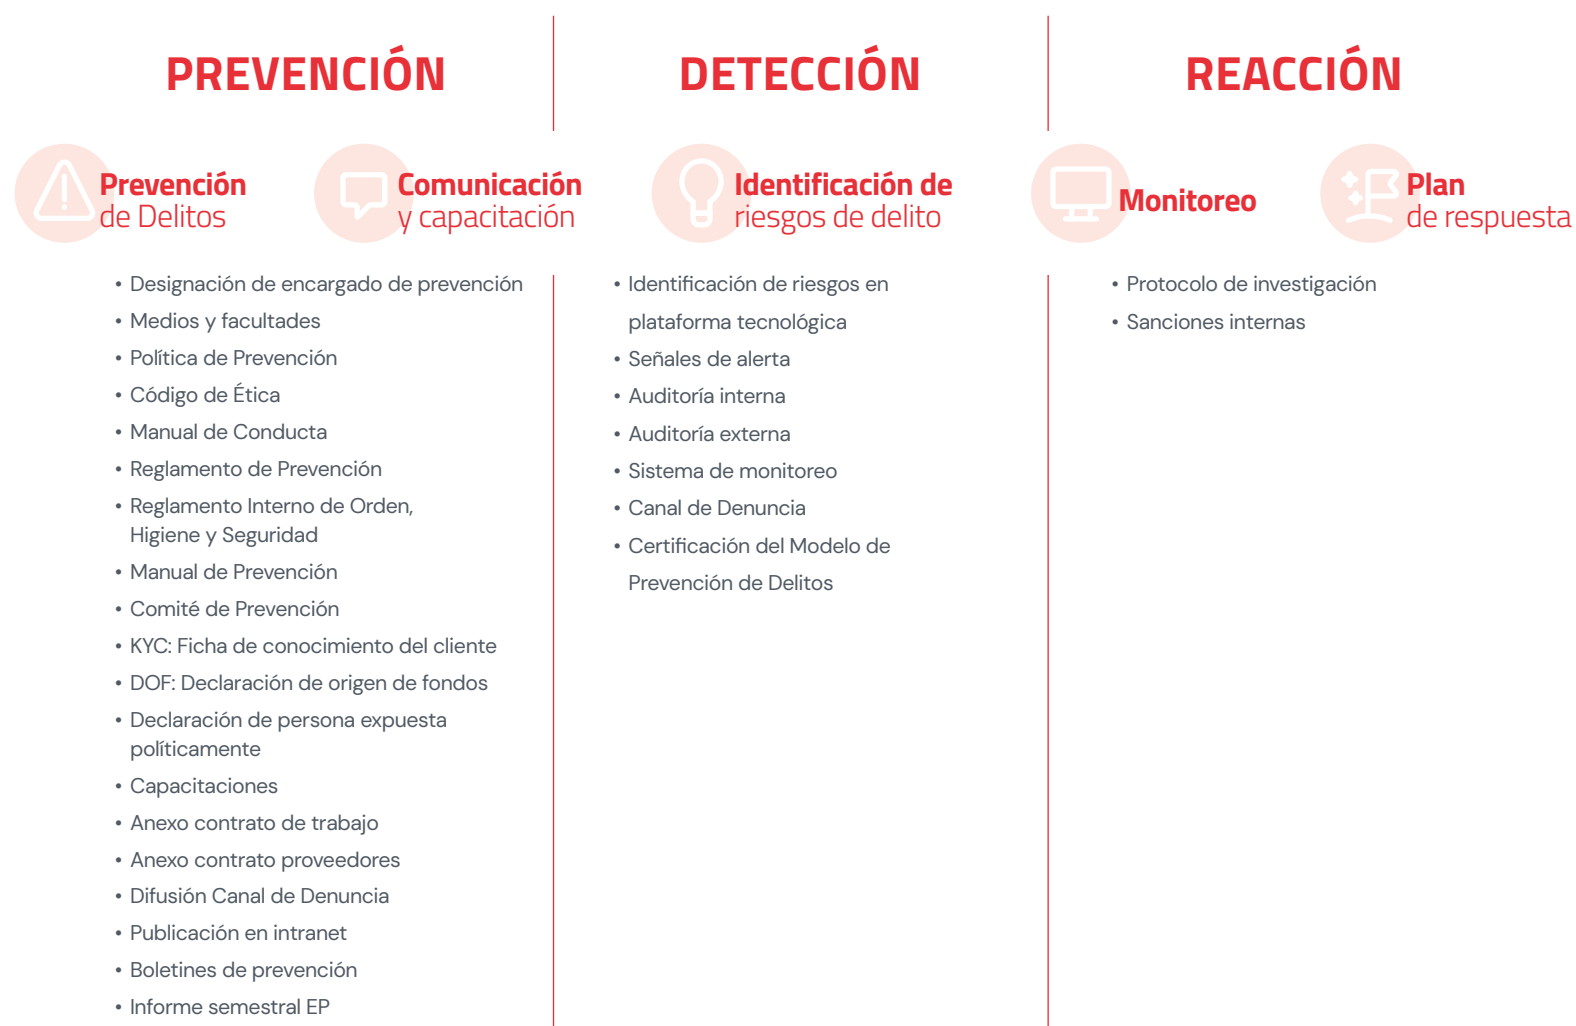 PREVENCIÓN
Prevención
de Delitos
Comunicación
y capacitación
• Designación de encargado de prevención
• Medios y facultades
• Política de Prevención
• Código de Ética
• Manual de Conducta
• Reglamento de Prevención
• Reglamento Interno de Orden,
Higiene y Seguridad
• Manual de Prevención
• Comité de Prevención
• KYC: Ficha de conocimiento del cliente
• DOF: Declaración de origen de fondos
• Declaración de persona expuesta
políticamente
• Capacitaciones
• Anexo contrato de trabajo
• Anexo contrato proveedores
• Difusión Canal de Denuncia
• Publicación en intranet
• Boletines de prevención
• Informe semestral EP
DETECCIÓN
Identificación de
riesgos de delito
• Identificación de riesgos en
plataforma tecnológica
• Señales de alerta
• Auditoría interna
• Auditoría externa
• Sistema de monitoreo
• Canal de Denuncia
• Certificación del Modelo de
Prevención de Delitos
REACCIÓN
Monitoreo
Plan
de respuesta
• Protocolo de investigación
• Sanciones internas